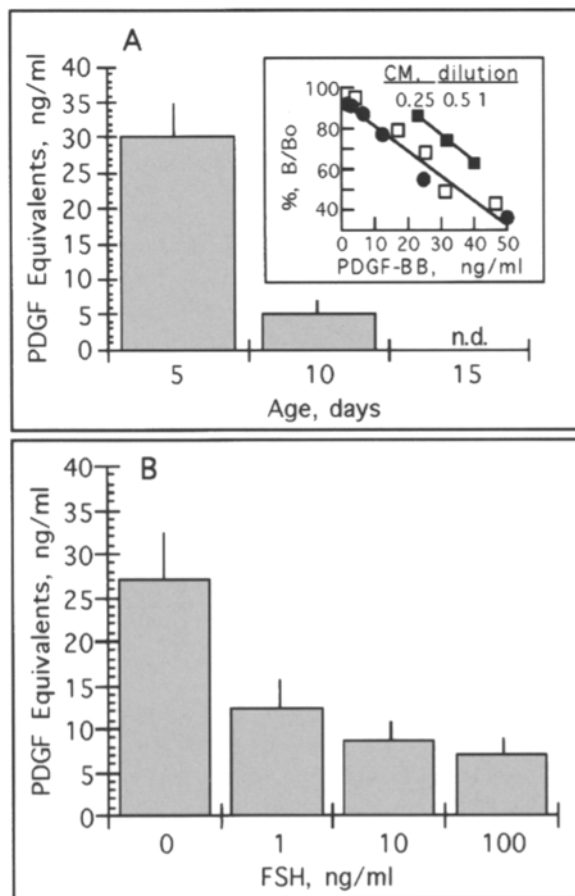 A
PDGF Equivalents, ng/ml
40
35
30
25
20
15
10
5
0
CM, dilution
0.25 0.5 1
%, B/Bo
100
80
60
40
0 10 20 30 40 50
PDGF-BB, ng/ml
n.d.
5 10 15
Age, days
B
PDGF Equivalents, ng/ml
40
35
30
25
20
15
10
5
0
0 1 10 100
FSH, ng/ml